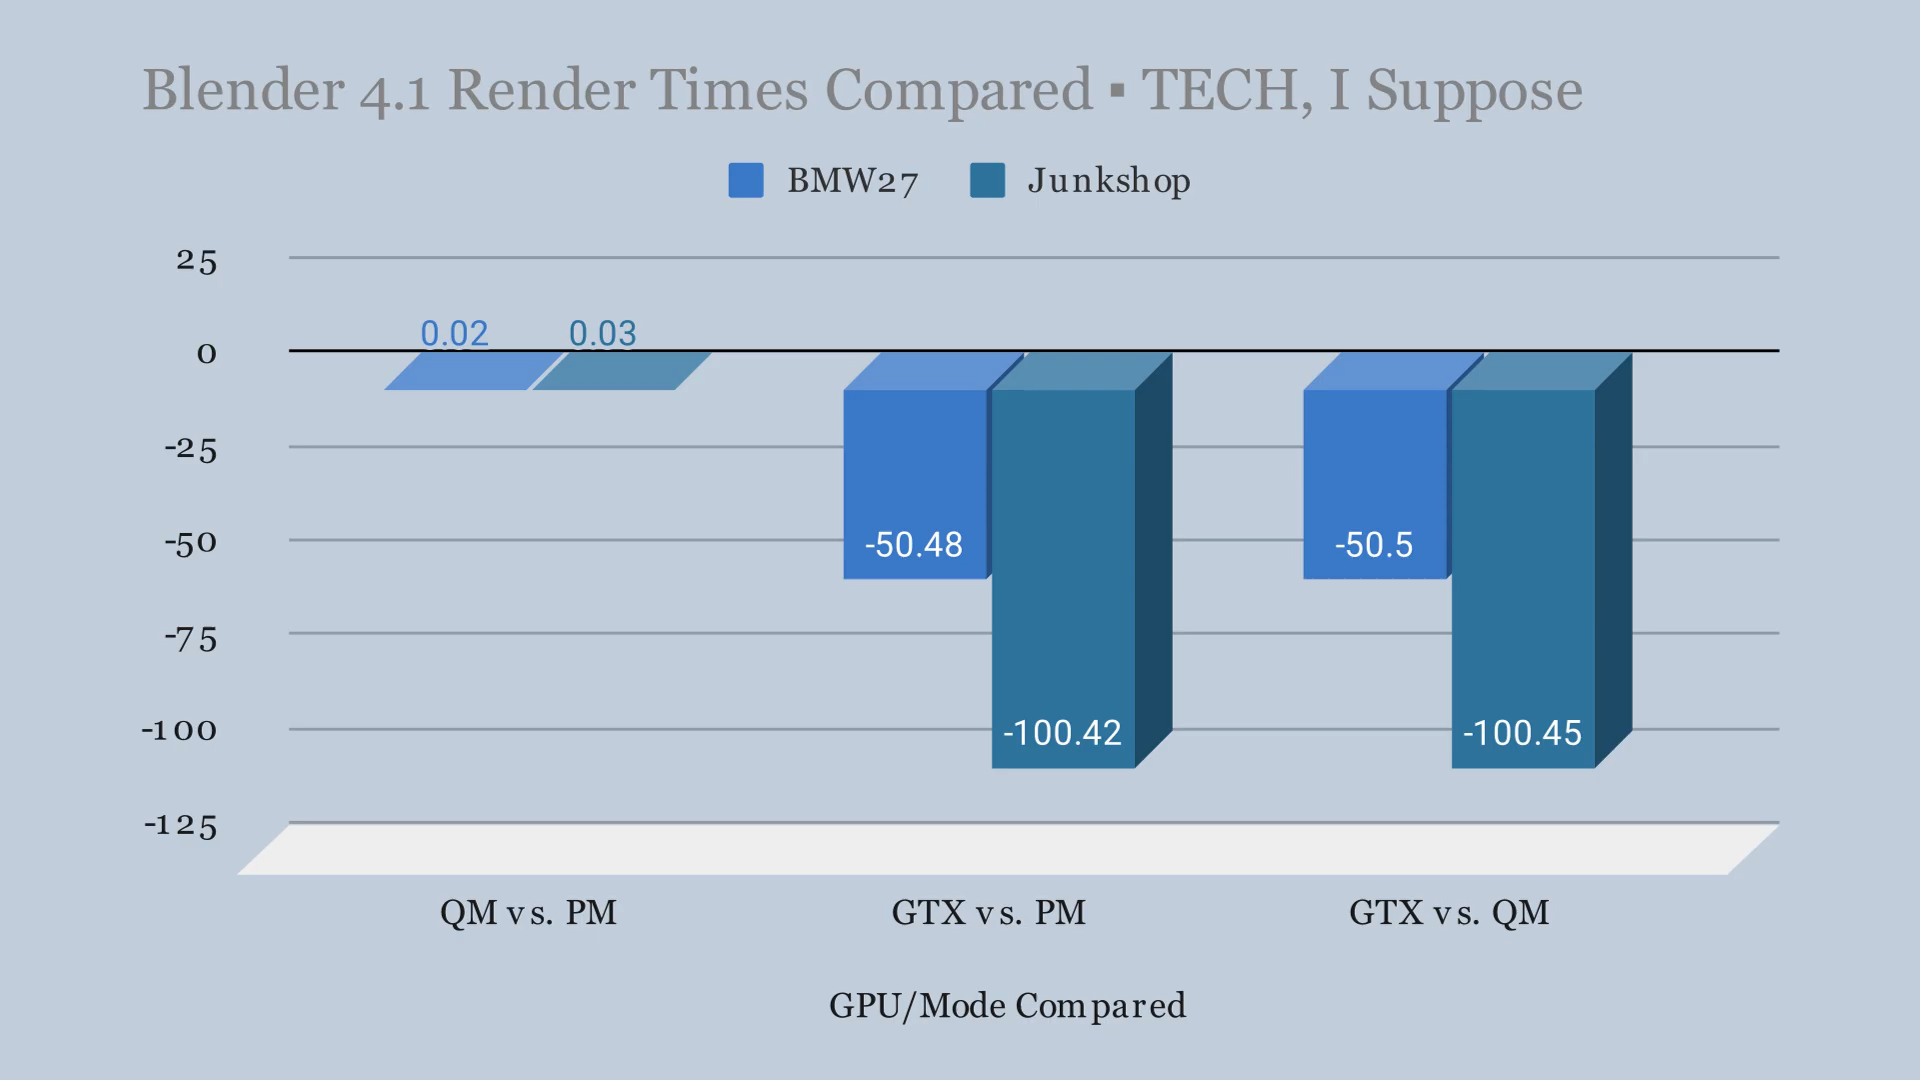 Blender 4.1 Render Times Compared ▪ TECH, I Suppose
BMW27 Junkshop
25
0.02 0.03
0
-25
-50
-50.48 -50.5
-75
-100
-100.42 -100.45
-125
QM vs. PM GTX vs. PM GTX vs. QM
GPU/Mode Compared